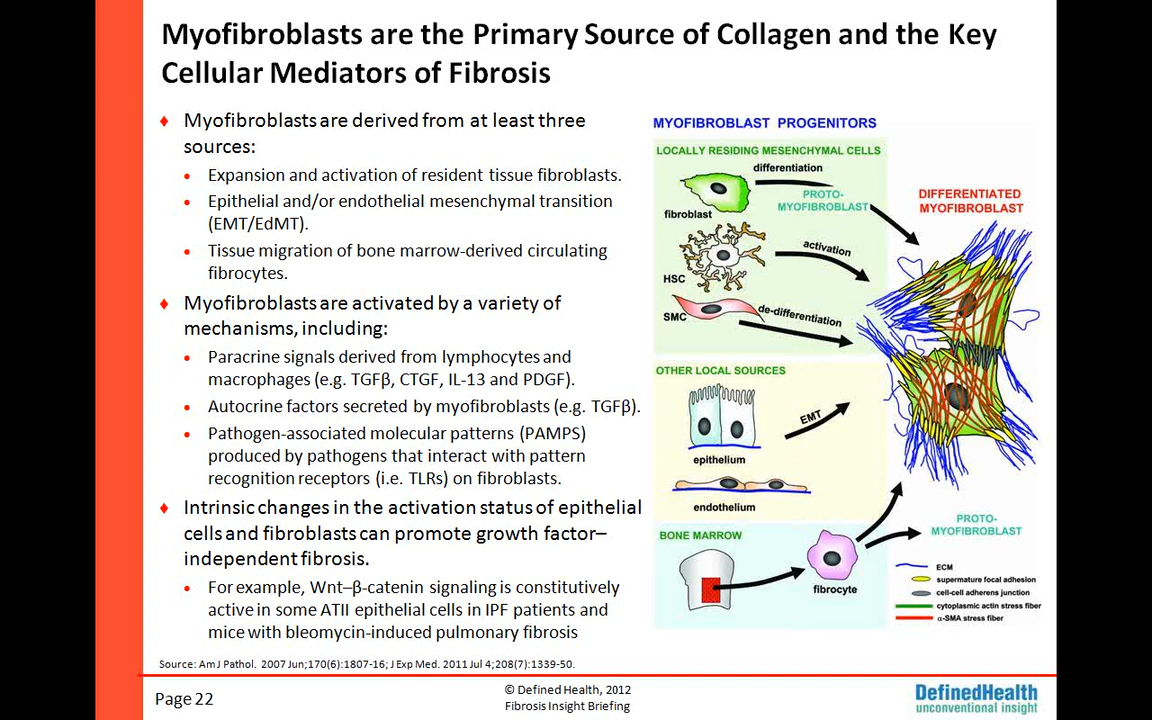 Myofibroblasts are the Primary Source of Collagen and the Key
Cellular Mediators of Fibrosis
Myofibroblasts are derived from at least three
sources:
Expansion and activation of resident tissue fibroblasts.
Epithelial and/or endothelial mesenchymal transition
(EMT/EdMT).
Tissue migration of bone marrow-derived circulating
fibrocytes.
Myofibroblasts are activated by a variety of
mechanisms, including:
Paracrine signals derived from lymphocytes and
macrophages (e.g. TGFβ, CTGF, IL-13 and PDGF).
Autocrine factors secreted by myofibroblasts (e.g. TGFβ).
Pathogen-associated molecular patterns (PAMPS)
produced by pathogens that interact with pattern
recognition receptors (i.e. TLRs) on fibroblasts.
Intrinsic changes in the activation status of epithelial
cells and fibroblasts can promote growth factor–
independent fibrosis.
For example, Wnt–β-catenin signaling is constitutively
active in some ATII epithelial cells in IPF patients and
mice with bleomycin-induced pulmonary fibrosis
MYOFIBROBLAST PROGENITORS
LOCALLY RESIDING MESENCHYMAL CELLS
differentiation
PROTO-
MYOFIBROBLAST
fibroblast
DIFFERENTIATED
MYOFIBROBLAST
activation
HSC
SMC
de-differentiation
OTHER LOCAL SOURCES
EMT
epithelium
endothelium
BONE MARROW
fibrocyte
PROTO-
MYOFIBROBLAST
ECM
supermature focal adhesion
cell-cell adherens junction
cytoplasmic actin stress fiber
α-SMA stress fiber
Source: Am J Pathol. 2007 Jun;170(6):1807-16; J Exp Med. 2011 Jul 4;208(7):1339-50.
Page 22
© Defined Health, 2012
Fibrosis Insight Briefing
DefinedHealth
unconventional insight